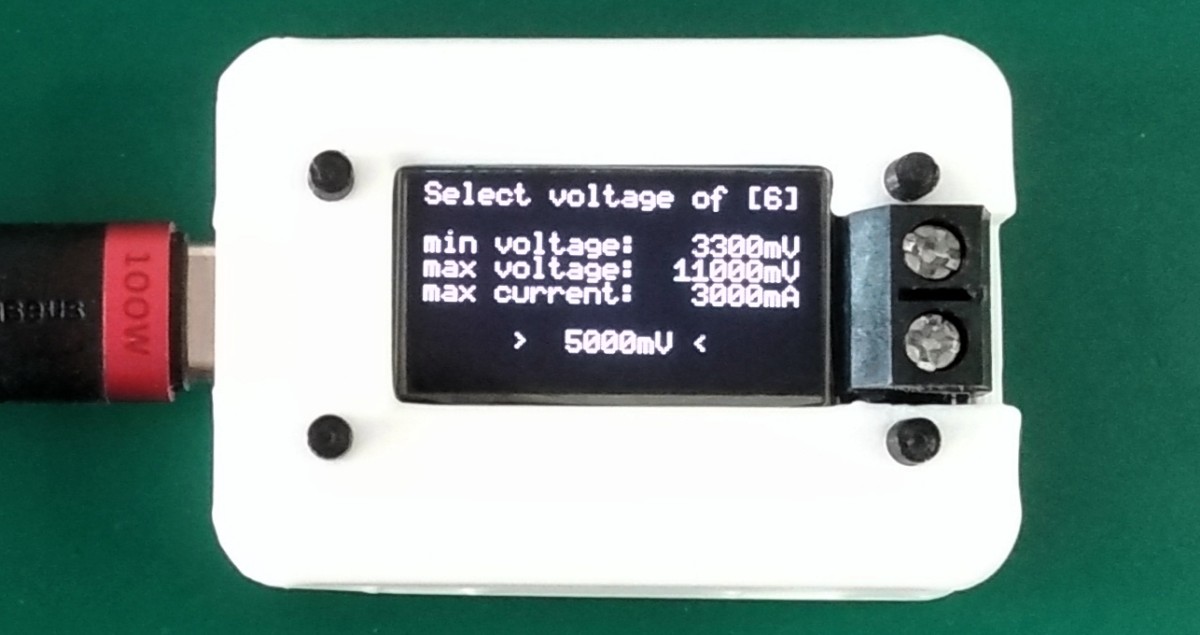 Select voltage of [6]
min voltage: 3300mV
max voltage: 11000mV
max current: 3000mA
> 5000mV <
100W